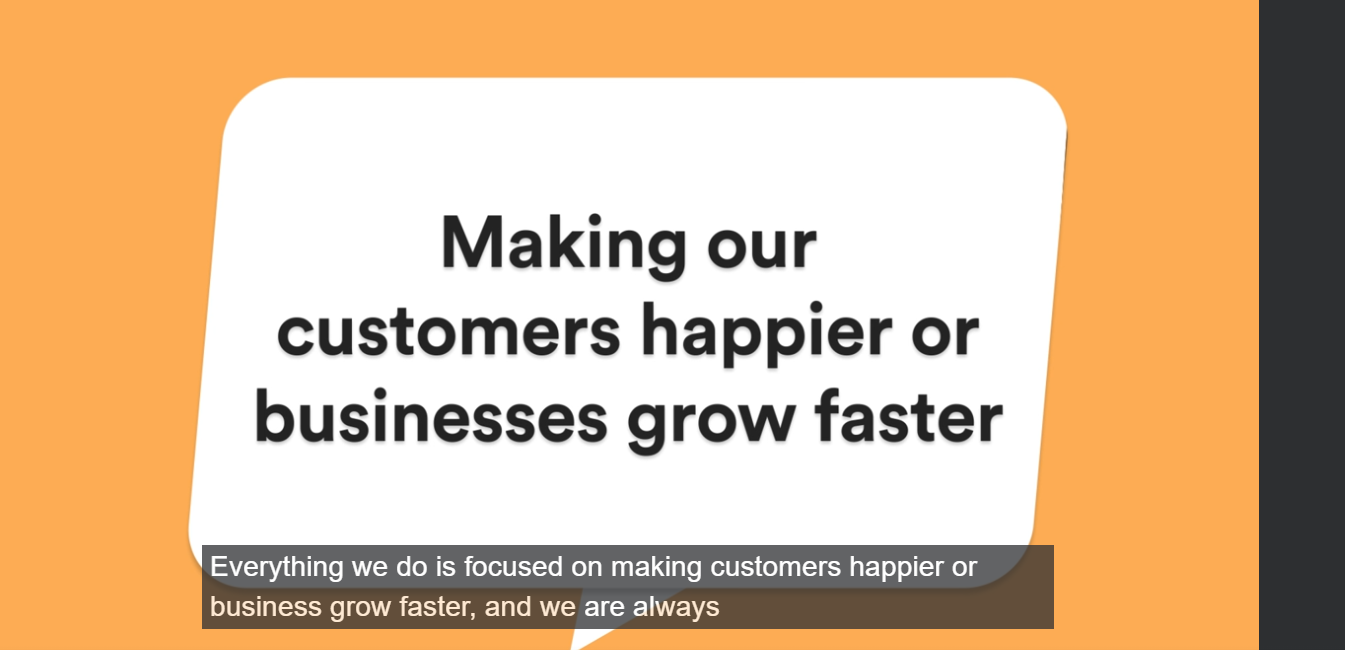 Making our
customers happier or
businesses grow faster
Everything we do is focused on making customers happier or
business grow faster, and we are always